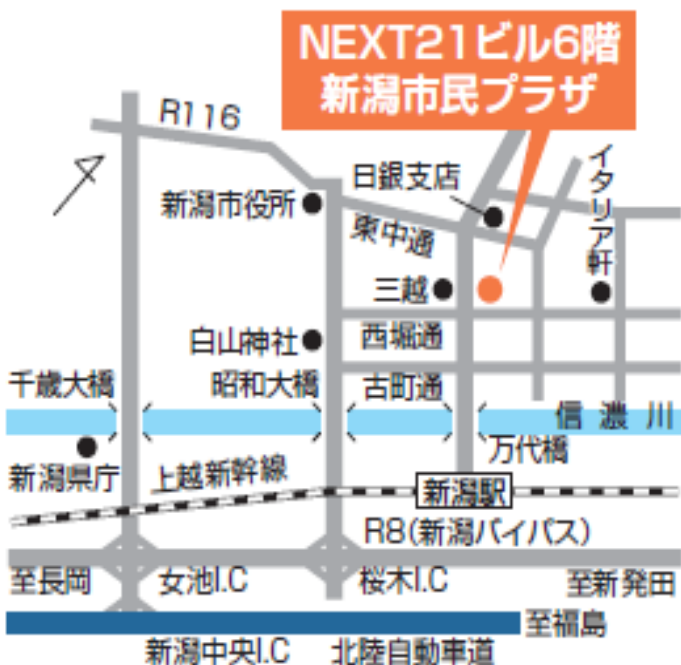 NEXT21ビル6階
新潟市民プラザ
R116
日銀支店
イタリア軒
新潟市役所
東中通
三越
白山神社
西堀通
千歳大橋
昭和大橋
古町通
信濃川
万代橋
新潟県庁
上越新幹線
新潟駅
R8(新潟バイパス)
至長岡
女池I.C
桜木I.C
至新発田
至福島
新潟中央I.C
北陸自動車道